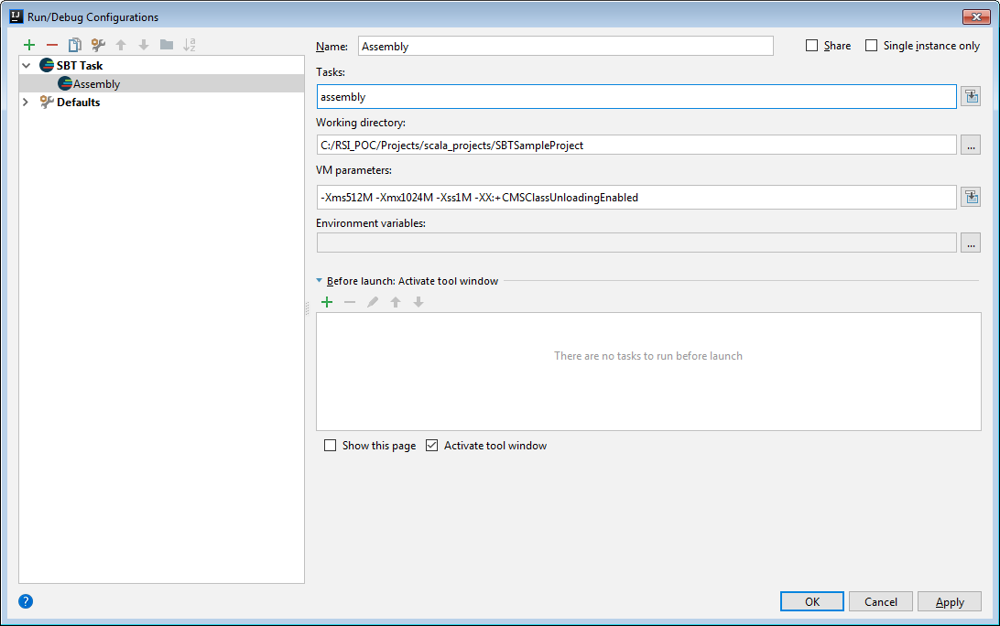 Run/Debug Configurations
SBT Task
Assembly
Defaults
Name: Assembly
Share
Single instance only
Tasks:
assembly
Working directory:
C:/RSI_POC/Projects/scala_projects/SBTSampleProject
...
VM parameters:
-Xms512M -Xmx1024M -Xss1M -XX:+CMSClassUnloadingEnabled
Environment variables:
...
Before launch: Activate tool window
There are no tasks to run before launch
Show this page
Activate tool window
?
OK
Cancel
Apply